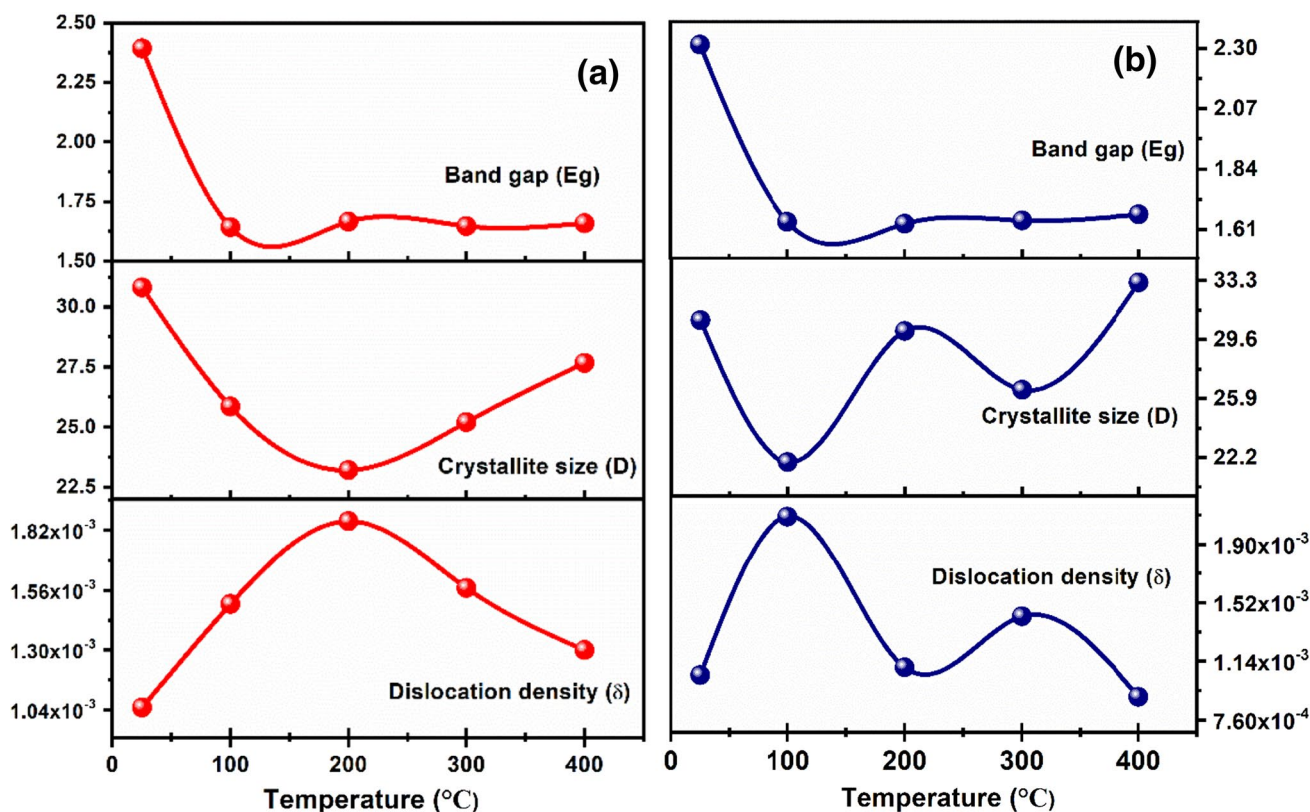 (a)
2.50
2.25
2.00
1.75
1.50
Band gap (Eg)
30.0
27.5
25.0
22.5
Crystallite size (D)
1.82x10⁻³
1.56x10⁻³
1.30x10⁻³
1.04x10⁻³
Dislocation density (δ)
0 100 200 300 400
Temperature (°C)
(b)
2.30
2.07
1.84
1.61
Band gap (Eg)
33.3
29.6
25.9
22.2
Crystallite size (D)
1.90x10⁻³
1.52x10⁻³
1.14x10⁻³
7.60x10⁻⁴
Dislocation density (δ)
0 100 200 300 400
Temperature (°C)